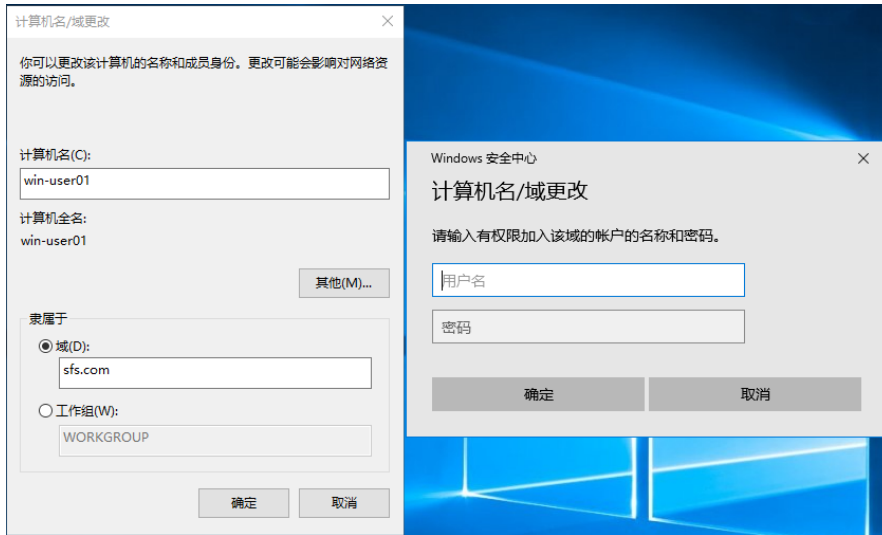 计算机名/域更改
你可以更改该计算机的名称和成员身份。更改可能会影响对网络资
源的访问。
计算机名(C):
win-user01
计算机全名:
win-user01
其他(M)...
隶属于
域(D):
sfs.com
工作组(W):
WORKGROUP
确定
取消
Windows 安全中心
计算机名/域更改
请输入有权限加入该域的帐户的名称和密码。
用户名
密码
确定
取消